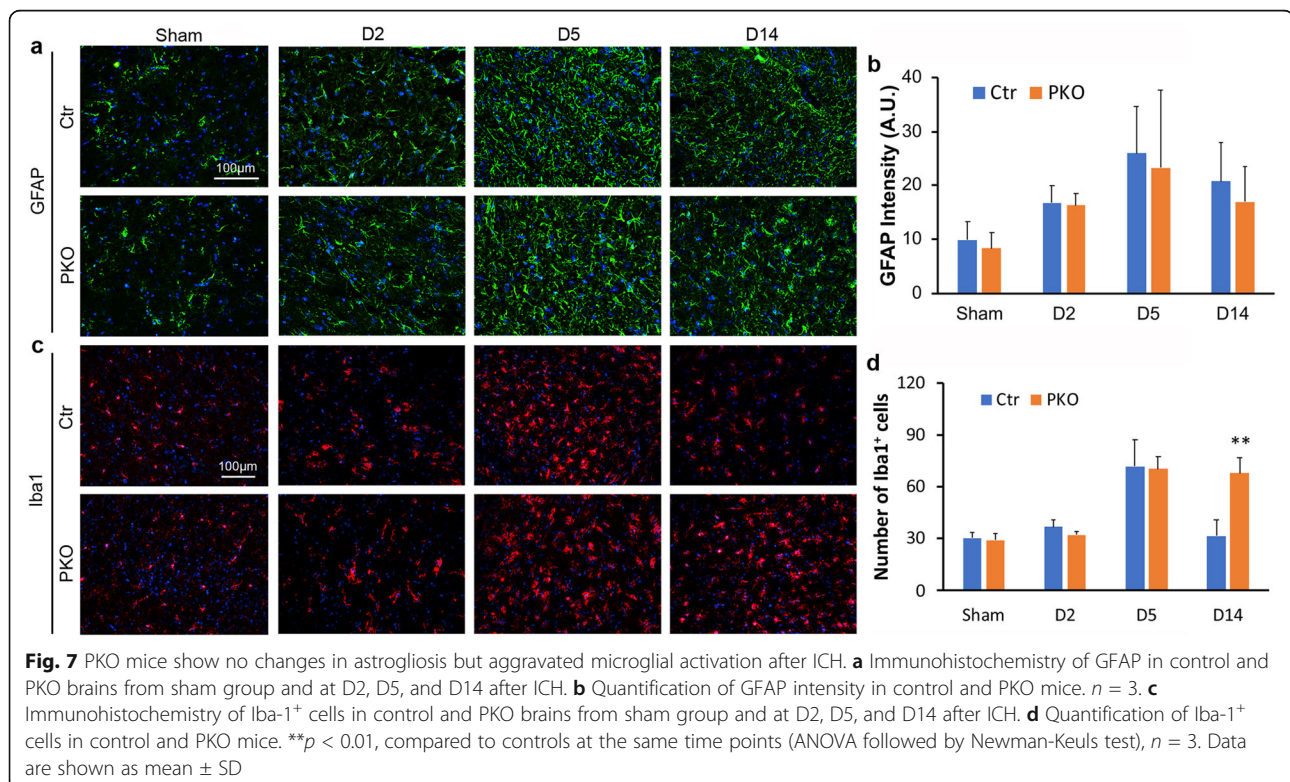 a
Sham
D2
D5
D14
GFAP
Ctr
100µm
PKO
c
Iba1
Ctr
100µm
PKO
b
GFAP Intensity (A.U.)
40
30
20
10
0
Ctr
PKO
Sham
D2
D5
D14
d
Number of Iba1⁺ cells
120
90
60
30
0
Ctr
PKO
**
Sham
D2
D5
D14
Fig. 7 PKO mice show no changes in astrogliosis but aggravated microglial activation after ICH. a Immunohistochemistry of GFAP in control and
PKO brains from sham group and at D2, D5, and D14 after ICH. b Quantification of GFAP intensity in control and PKO mice. n = 3. c
Immunohistochemistry of Iba-1⁺ cells in control and PKO brains from sham group and at D2, D5, and D14 after ICH. d Quantification of Iba-1⁺
cells in control and PKO mice. **p < 0.01, compared to controls at the same time points (ANOVA followed by Newman-Keuls test), n = 3. Data
are shown as mean ± SD